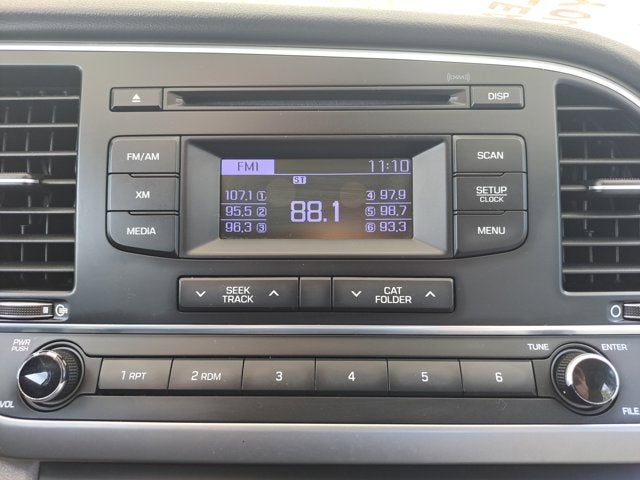 DISP
FM/AM
XM
MEDIA
FM1 11:10
ST
107.1 1
95.5 2
96.3 3
88.1
4 97.9
5 98.7
6 93.3
SCAN
SETUP
CLOCK
MENU
SEEK
TRACK
CAT
FOLDER
PWR
PUSH
VOL
1 RPT
2 RDM
3
4
5
6
TUNE
ENTER
FILE